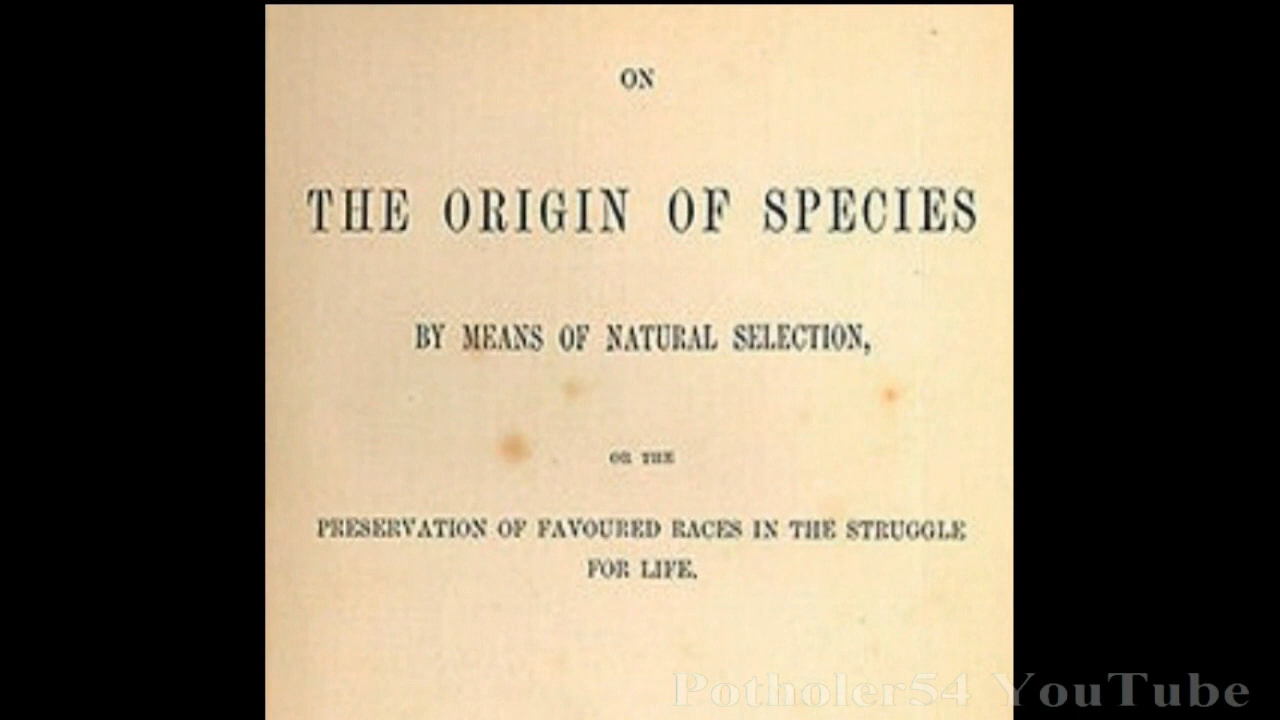 ON
THE ORIGIN OF SPECIES
BY MEANS OF NATURAL SELECTION,
OR THE
PRESERVATION OF FAVOURED RACES IN THE STRUGGLE
FOR LIFE.
Potholer54 YouTube